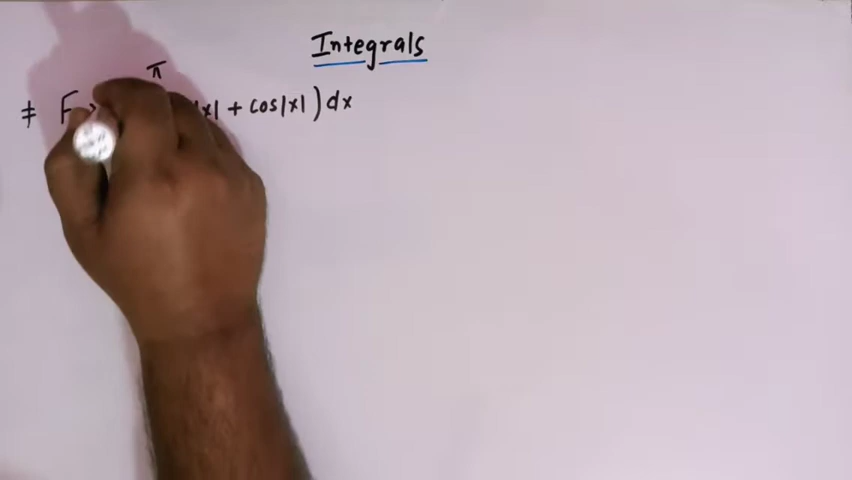 Integrals
π
# F |x| + cos|x| ) dx